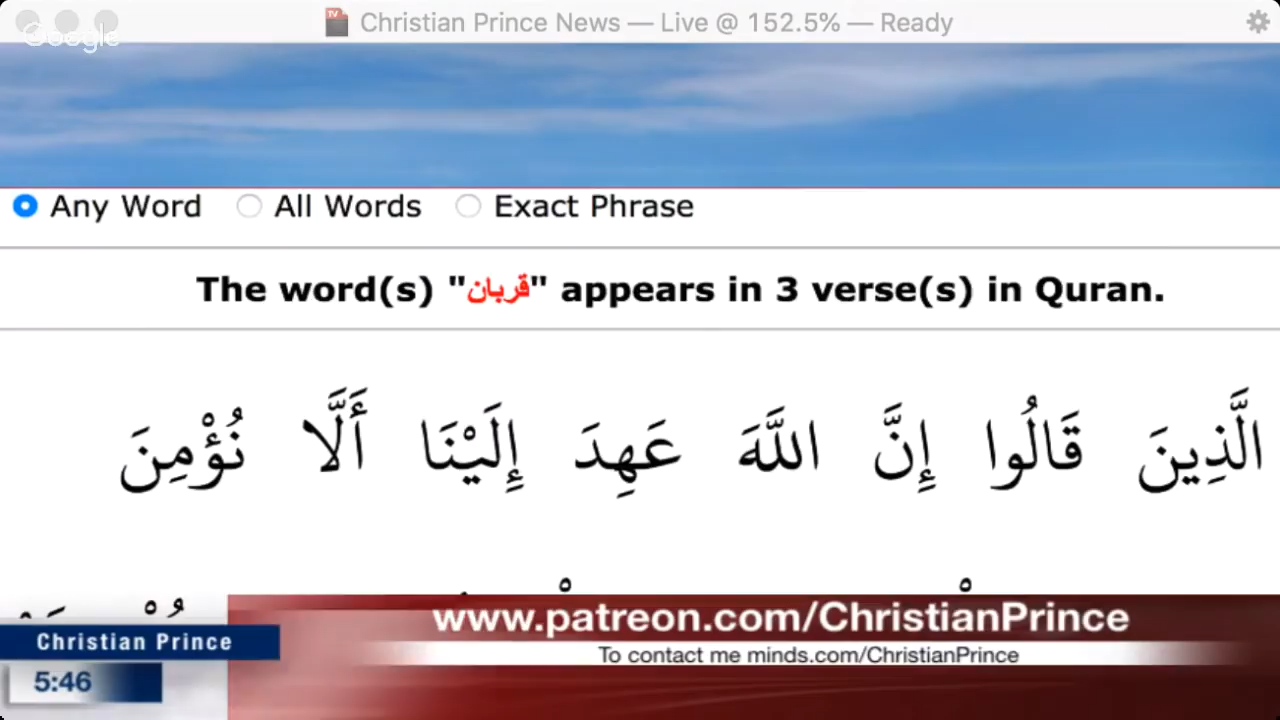 Christian Prince News — Live @ 152.5% — Ready
Google
Any Word All Words Exact Phrase
The word(s) "قربان" appears in 3 verse(s) in Quran.
الَّذِينَ قَالُوا إِنَّ اللَّهَ عَهِدَ إِلَيْنَا أَلَّا نُؤْمِنَ
www.patreon.com/ChristianPrince
Christian Prince
To contact me minds.com/ChristianPrince
5:46